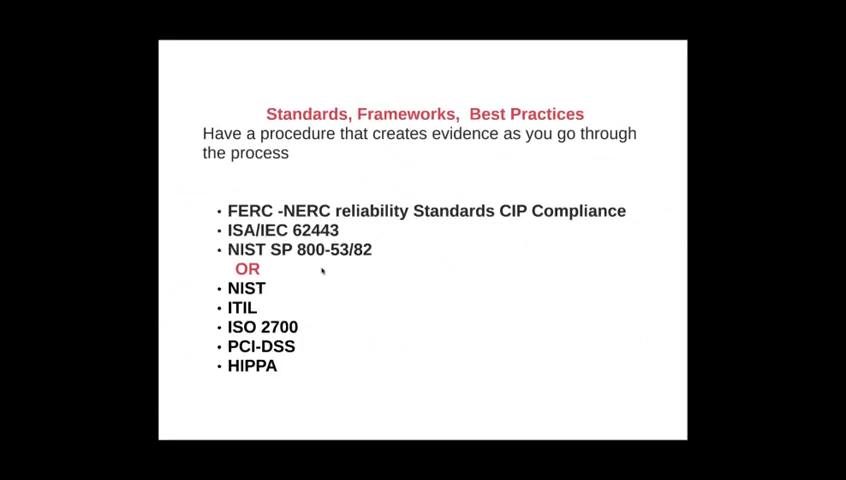 Standards, Frameworks,  Best Practices
Have a procedure that creates evidence as you go through
the process
• FERC -NERC reliability Standards CIP Compliance
• ISA/IEC 62443
• NIST SP 800-53/82
OR
• NIST
• ITIL
• ISO 2700
• PCI-DSS
• HIPPA